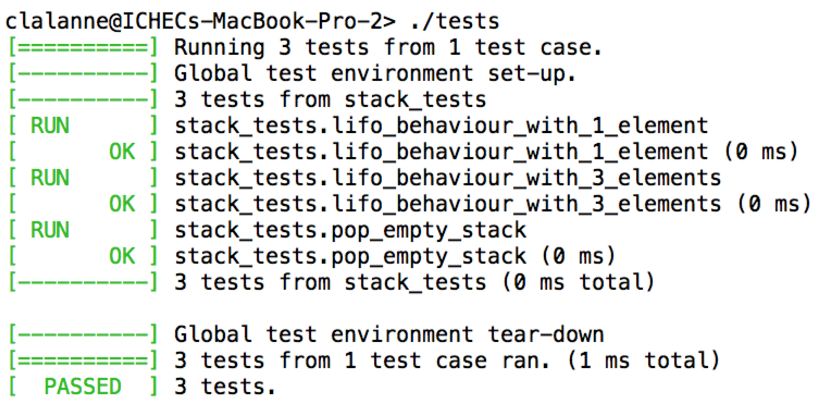 clalanne@ICHECs-MacBook-Pro-2> ./tests
[==========] Running 3 tests from 1 test case.
[----------] Global test environment set-up.
[----------] 3 tests from stack_tests
[ RUN      ] stack_tests.lifo_behaviour_with_1_element
[       OK ] stack_tests.lifo_behaviour_with_1_element (0 ms)
[ RUN      ] stack_tests.lifo_behaviour_with_3_elements
[       OK ] stack_tests.lifo_behaviour_with_3_elements (0 ms)
[ RUN      ] stack_tests.pop_empty_stack
[       OK ] stack_tests.pop_empty_stack (0 ms)
[----------] 3 tests from stack_tests (0 ms total)
[----------] Global test environment tear-down
[==========] 3 tests from 1 test case ran. (1 ms total)
[  PASSED  ] 3 tests.